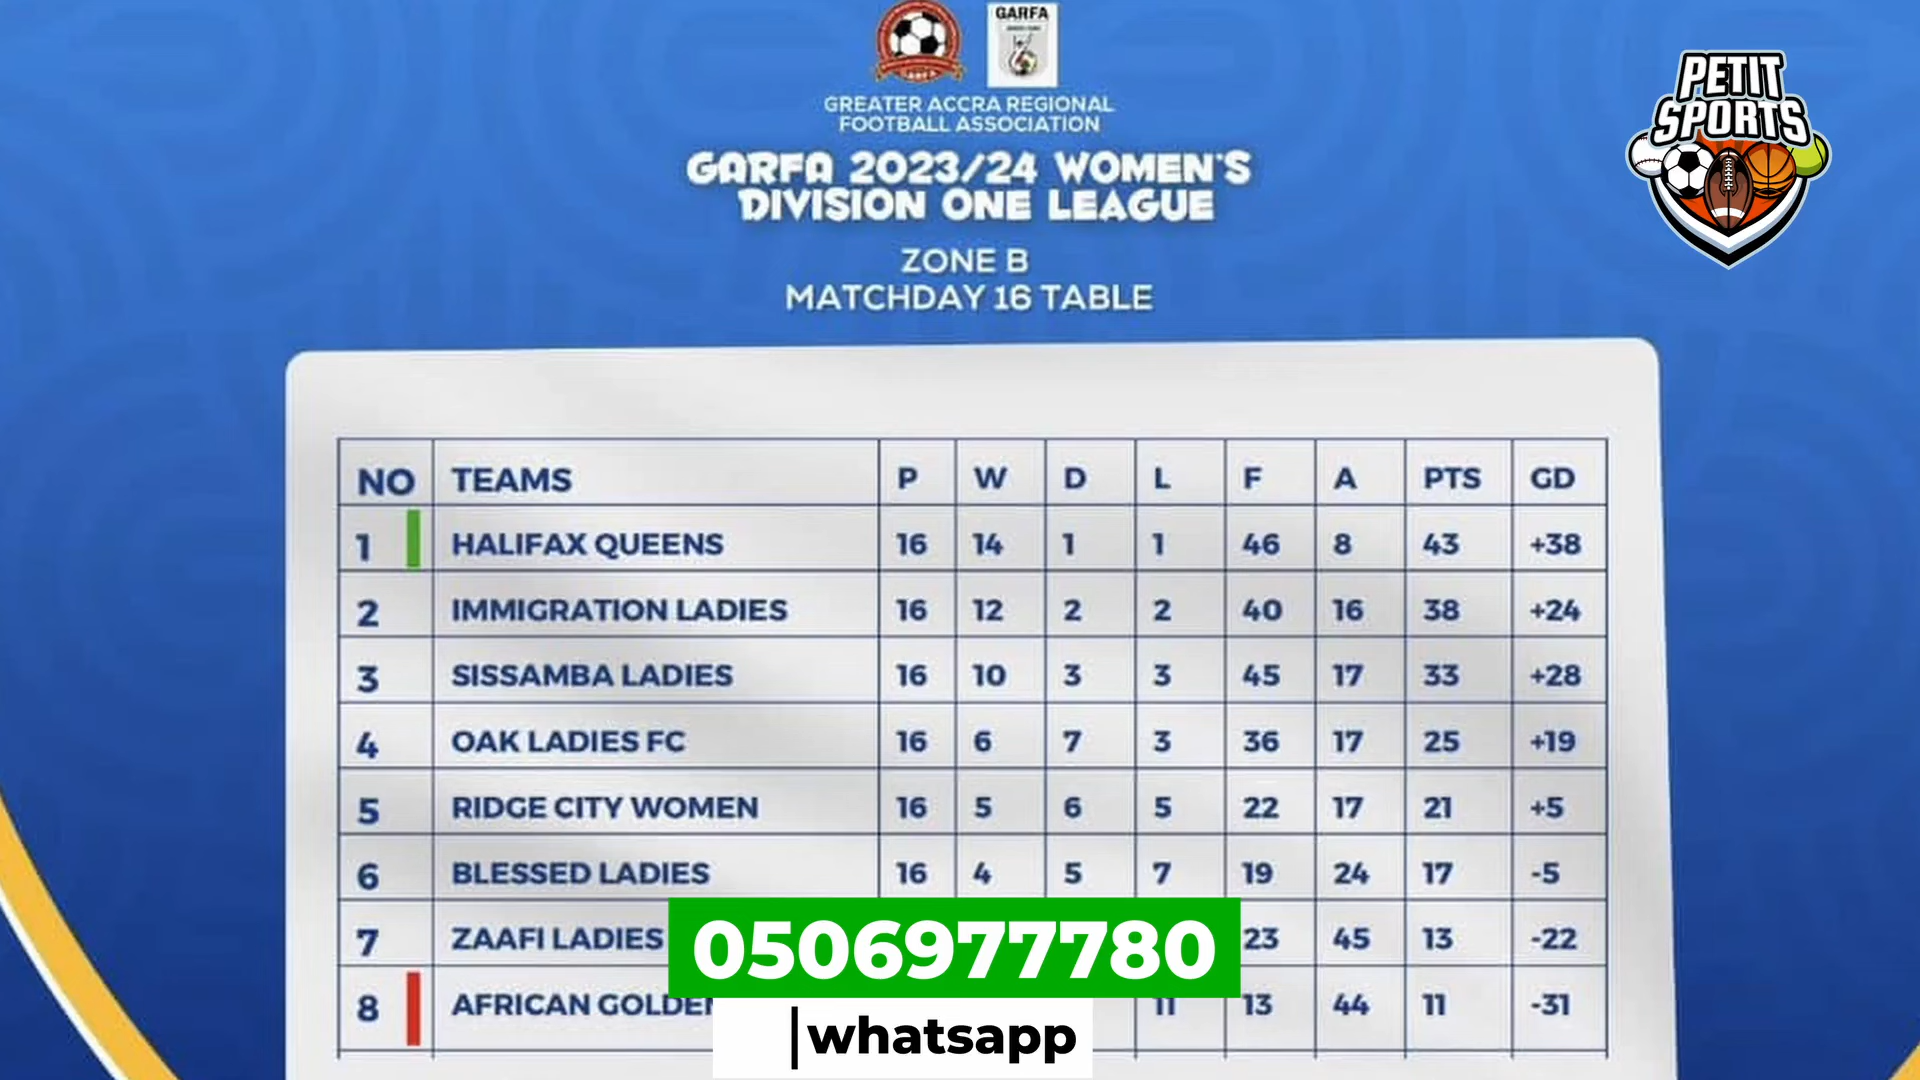 GARFA
GREATER ACCRA REGIONAL
FOOTBALL ASSOCIATION
GARFA 2023/24 WOMEN'S
DIVISION ONE LEAGUE
ZONE B
MATCHDAY 16 TABLE
PETIT
SPORTS
NO TEAMS P W D L F A PTS GD
1 HALIFAX QUEENS 16 14 1 1 46 8 43 +38
2 IMMIGRATION LADIES 16 12 2 2 40 16 38 +24
3 SISSAMBA LADIES 16 10 3 3 45 17 33 +28
4 OAK LADIES FC 16 6 7 3 36 17 25 +19
5 RIDGE CITY WOMEN 16 5 6 5 22 17 21 +5
6 BLESSED LADIES 16 4 5 7 19 24 17 -5
7 ZAAFI LADIES 23 45 13 -22
8 AFRICAN GOLDEN 11 13 44 11 -31
0506977780
|whatsapp